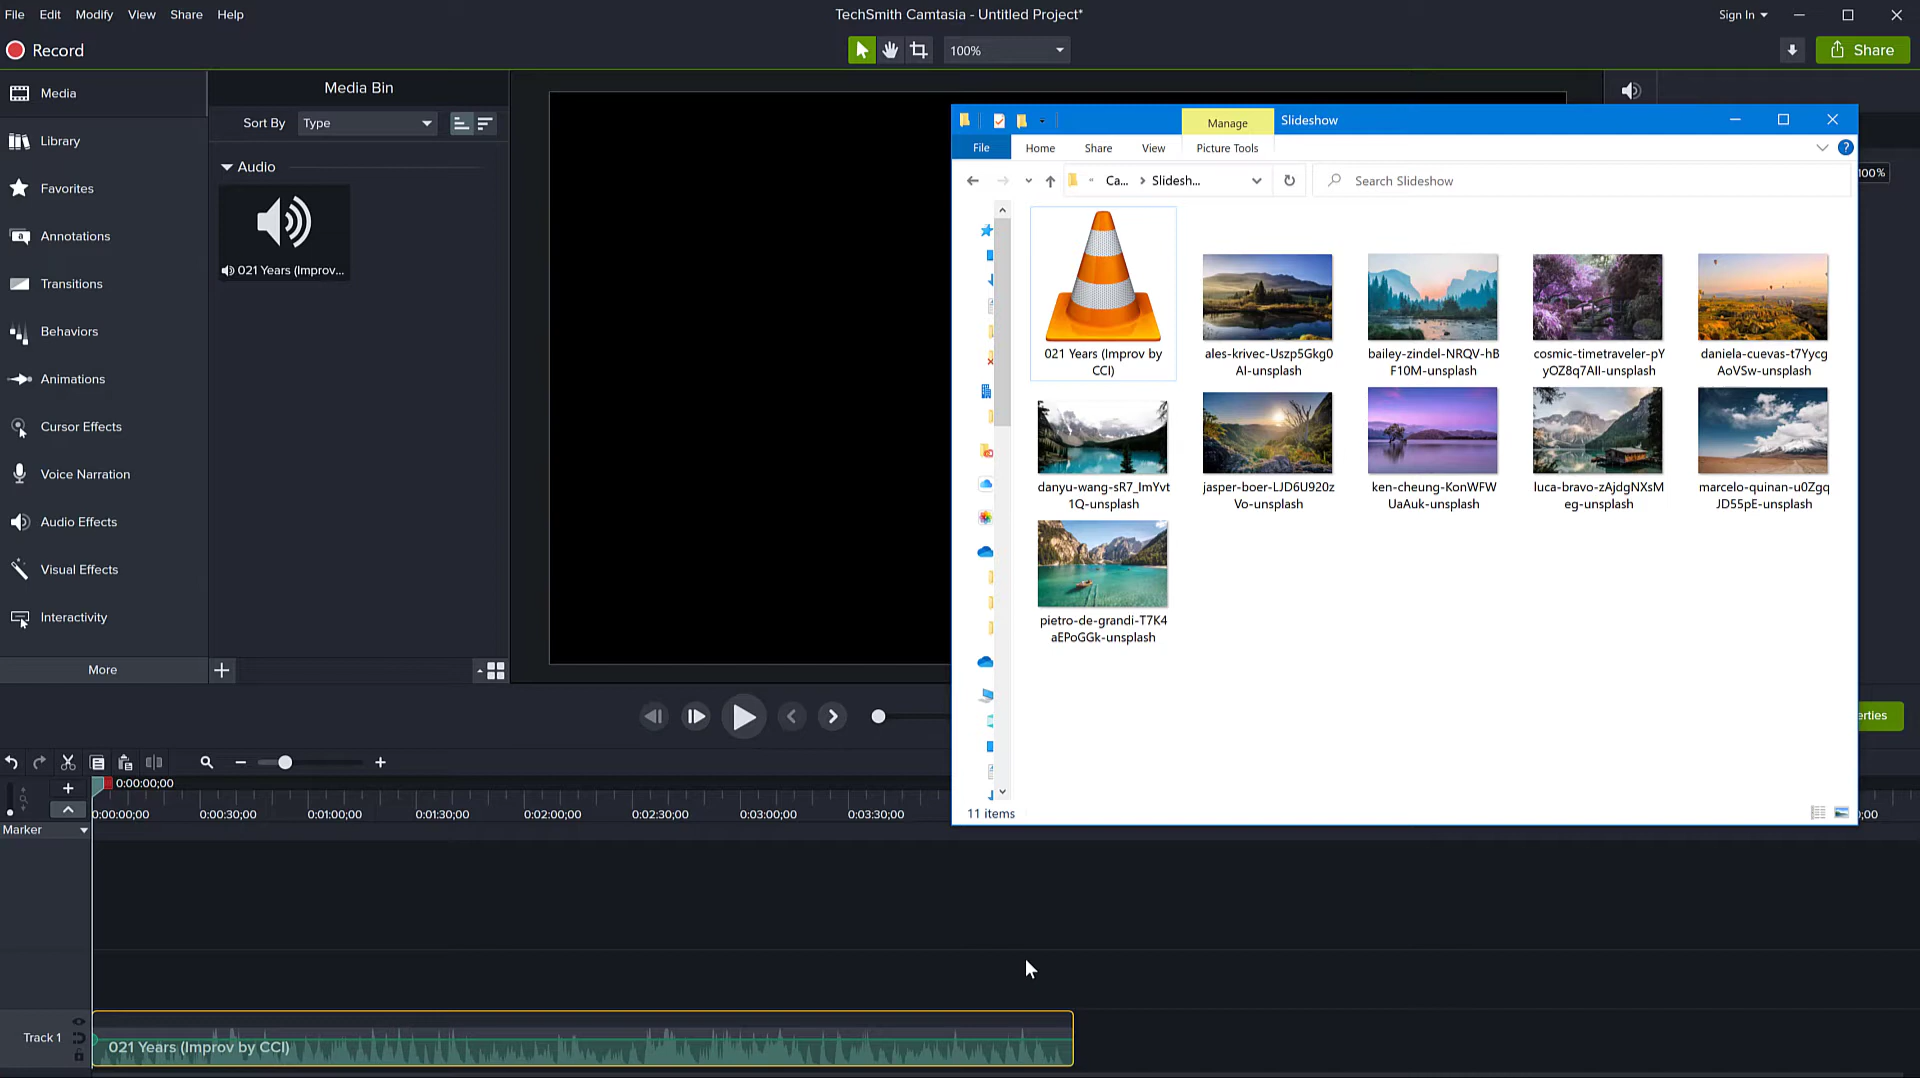 File Edit Modify View Share Help
TechSmith Camtasia - Untitled Project*
Sign In
Record
100%
Share
Media
Library
Favorites
Annotations
Transitions
Behaviors
Animations
Cursor Effects
Voice Narration
Audio Effects
Visual Effects
Interactivity
More
Media Bin
Sort By Type
Audio
021 Years (Improv...
Manage Slideshow
File Home Share View Picture Tools
Ca... Slidesh... Search Slideshow
00%
021 Years (Improv by
CCI)
ales-krivec-Uszp5Gkg0
AI-unsplash
bailey-zindel-NRQV-hB
F10M-unsplash
cosmic-timetraveler-pY
yOZ8q7AII-unsplash
daniela-cuevas-t7Yycg
AoVSw-unsplash
danyu-wang-sR7_ImYvt
1Q-unsplash
jasper-boer-LJD6U920z
Vo-unsplash
ken-cheung-KonWFW
UaAuk-unsplash
luca-bravo-zAjdgNXsM
eg-unsplash
marcelo-quinan-u0Zgq
JD55pE-unsplash
pietro-de-grandi-T7K4
aEPoGGk-unsplash
11 items
erties
0:00:00;00
0:00:00;00 0:00:30;00 0:01:00;00 0:01:30;00 0:02:00;00 0:02:30;00 0:03:00;00 0:03:30;00 ;00
Marker
Track 1
021 Years (Improv by CCI)